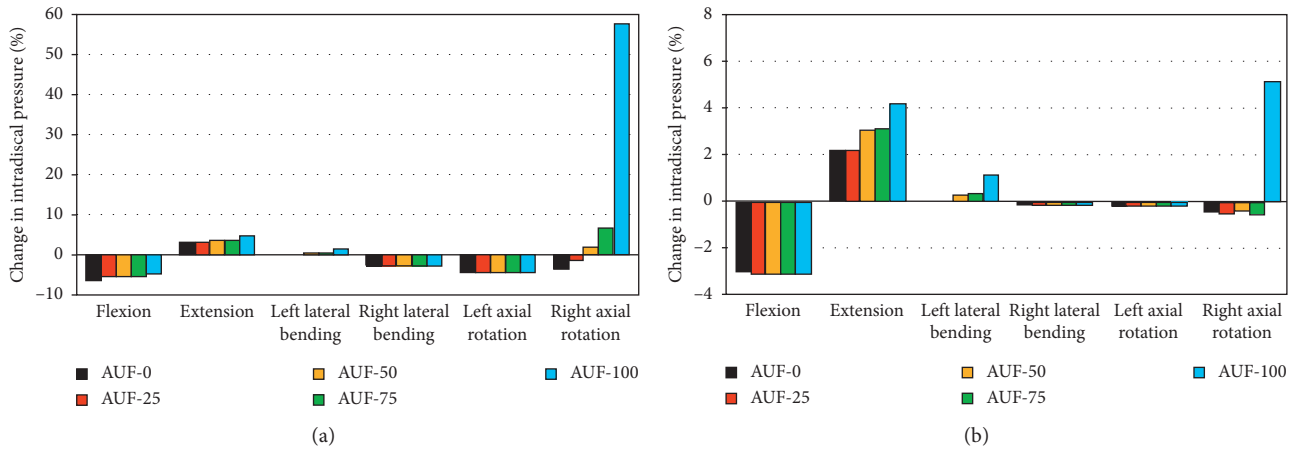 Change in intradiscal pressure (%)
60
50
40
30
20
10
0
–10
Flexion
Extension
Left lateral
bending
Right lateral
bending
Left axial
rotation
Right axial
rotation
AUF-0
AUF-25
AUF-50
AUF-75
AUF-100
(a)
Change in intradiscal pressure (%)
8
6
4
2
0
–2
–4
Flexion
Extension
Left lateral
bending
Right lateral
bending
Left axial
rotation
Right axial
rotation
AUF-0
AUF-25
AUF-50
AUF-75
AUF-100
(b)